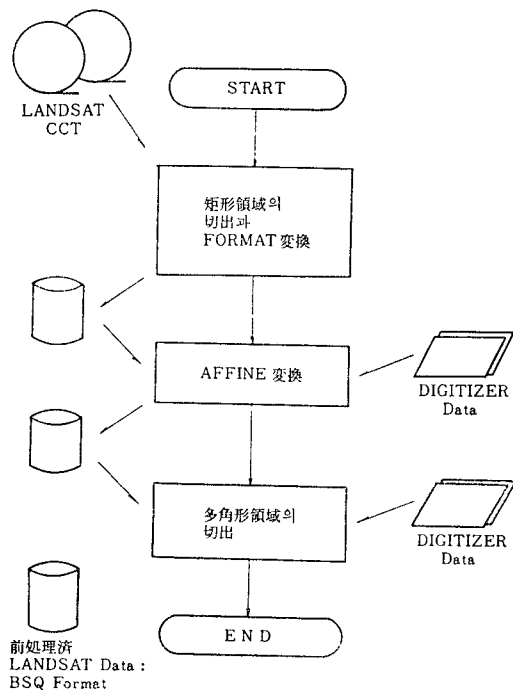 LANDSAT
CCT
START
矩形領域의
切出과
FORMAT 変換
AFFINE 変換
DIGITIZER
Data
多角形領域의
切出
DIGITIZER
Data
END
前処理済
LANDSAT Data :
BSQ Format